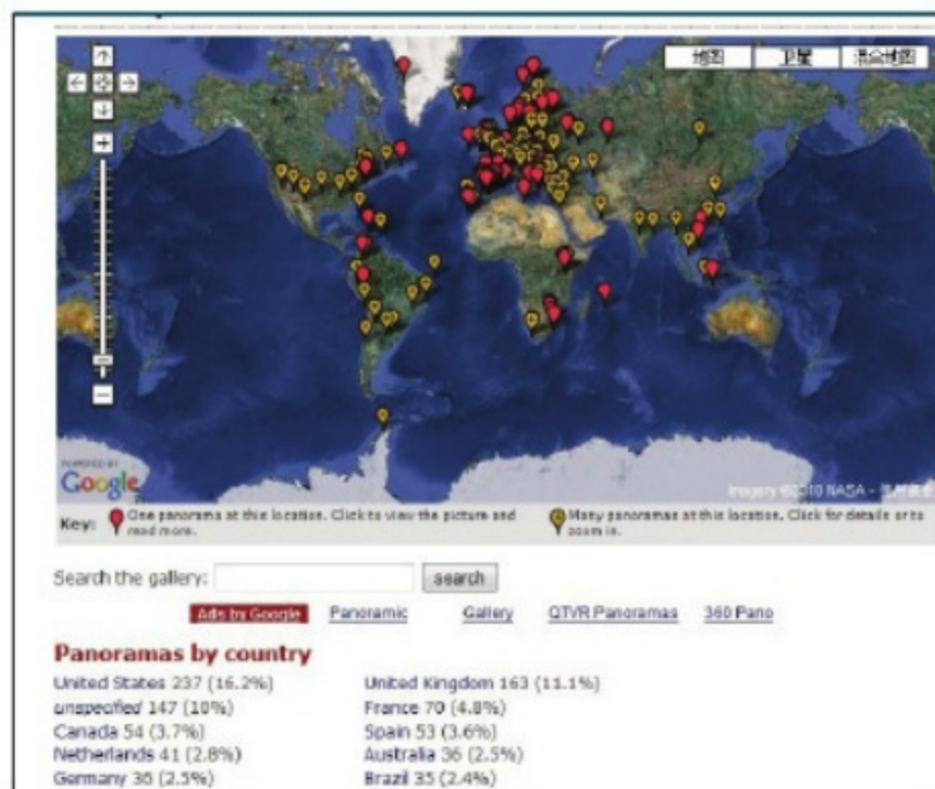 地图 卫星 混合地图
POWERED BY
Google
Imagery ©2010 NASA -
Key: One panorama at this location. Click to view the picture and read more.
Many panoramas at this location. Click for details or to zoom in.
Search the gallery: search
Ads by Google Panoramic Gallery QTVR Panoramas 360 Pano
Panoramas by country
United States 237 (16.2%) United Kingdom 163 (11.1%)
unspecified 147 (10%) France 70 (4.8%)
Canada 54 (3.7%) Spain 53 (3.6%)
Netherlands 41 (2.8%) Australia 36 (2.5%)
Germany 36 (2.5%) Brazil 35 (2.4%)